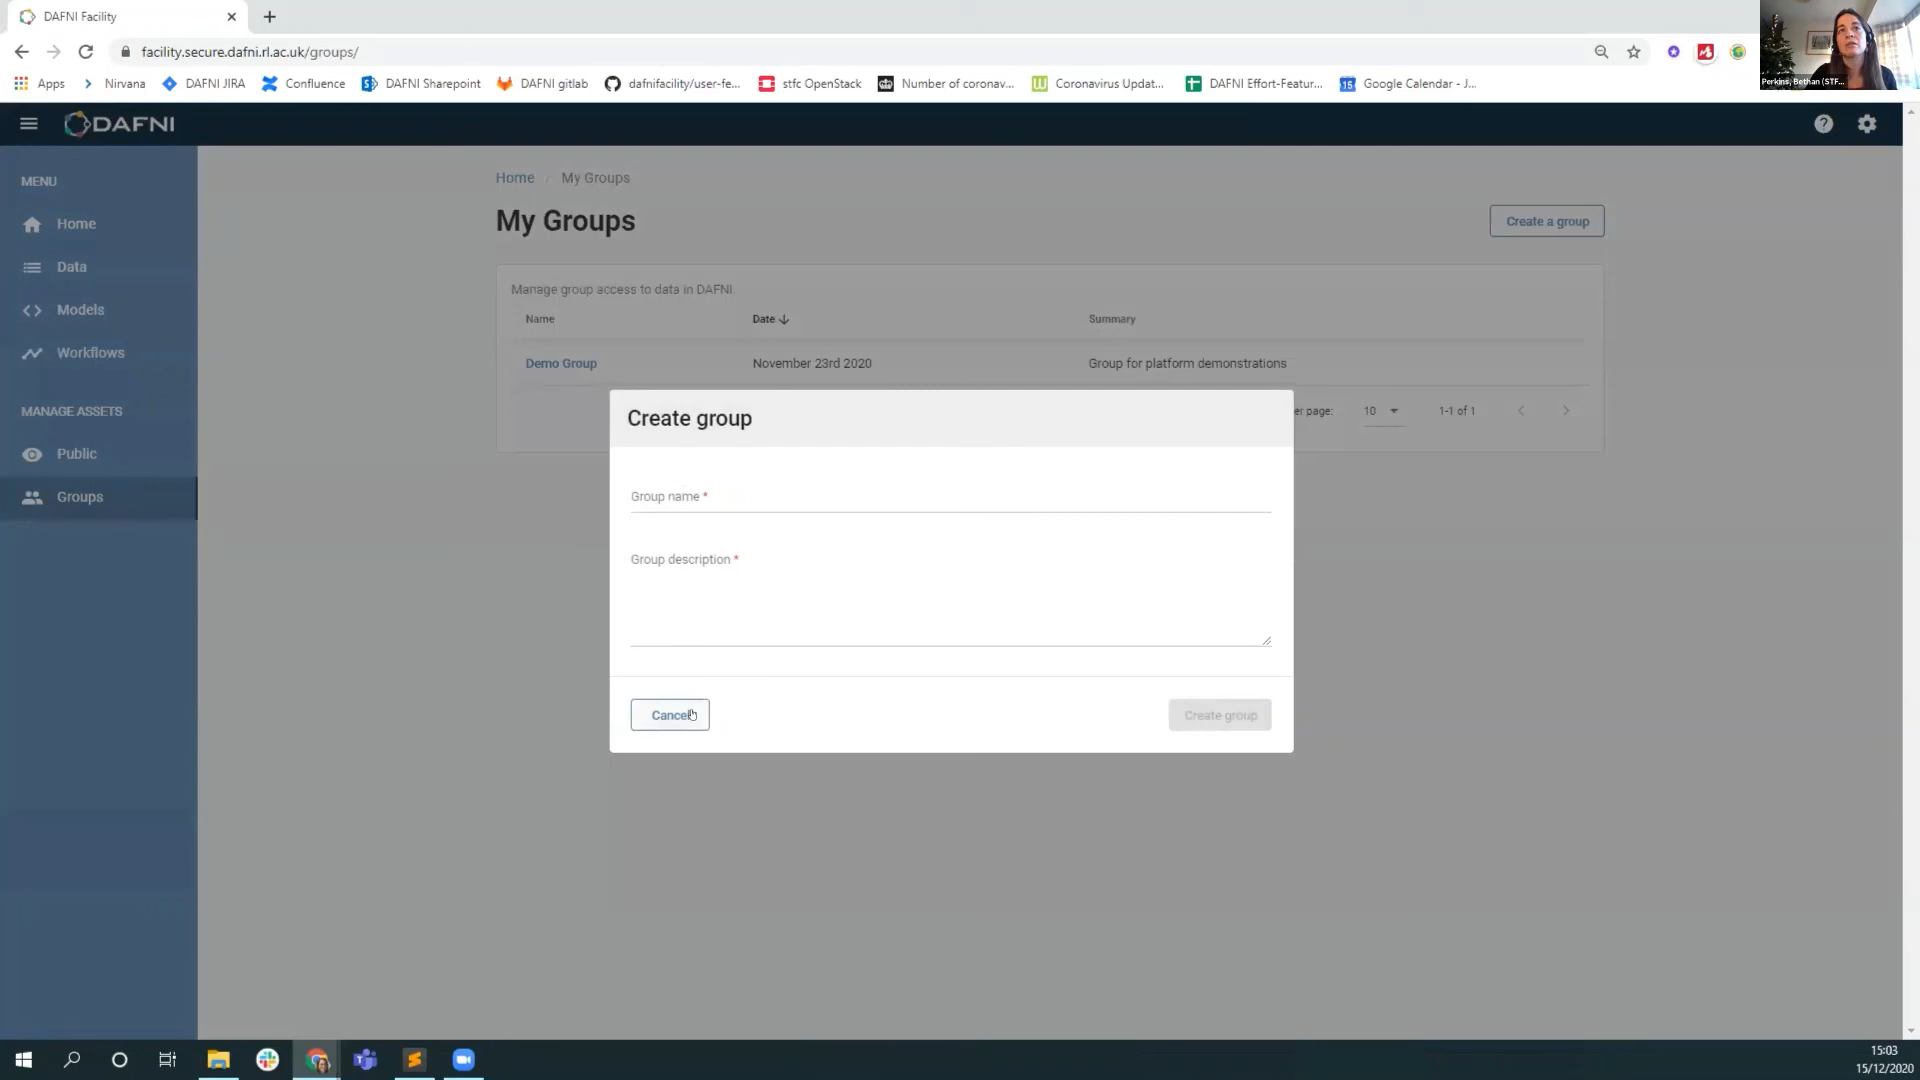 DAFNI Facility
facility.secure.dafni.rl.ac.uk/groups/
Apps
Nirvana
DAFNI JIRA
Confluence
DAFNI Sharepoint
DAFNI gitlab
dafnifacility/user-fe...
stfc OpenStack
Number of coronav...
Coronavirus Updat...
DAFNI Effort-Featur...
Google Calendar - J...
Perkins, Bethan (STF...
DAFNI
MENU
Home
Data
Models
Workflows
MANAGE ASSETS
Public
Groups
Home / My Groups
My Groups
Create a group
Manage group access to data in DAFNI.
Name Date Summary
Demo Group November 23rd 2020 Group for platform demonstrations
er page: 10 1-1 of 1
Create group
Group name *
Group description *
Cancel
Create group
15:03
15/12/2020